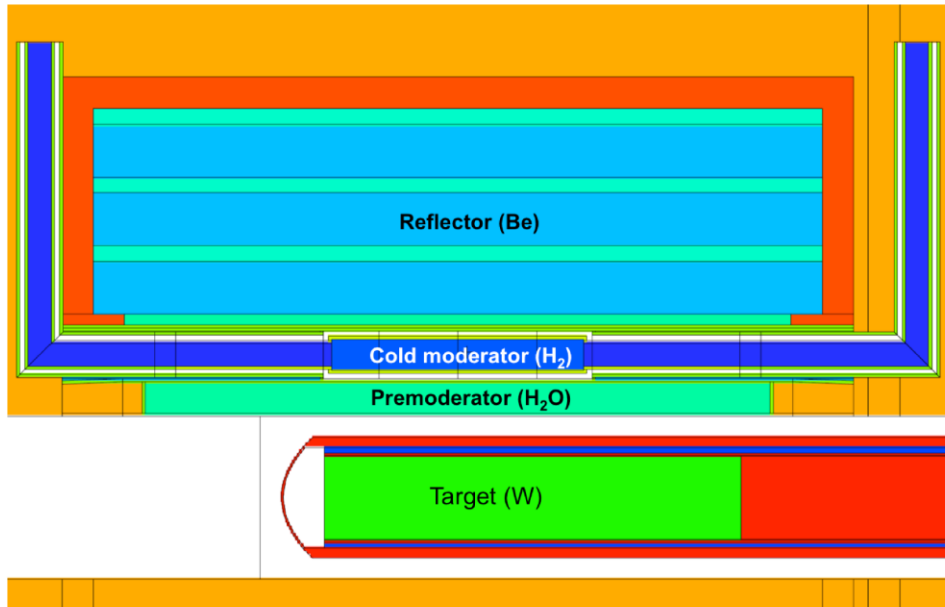 Reflector (Be)
Cold moderator (H₂)
Premoderator (H₂O)
Target (W)